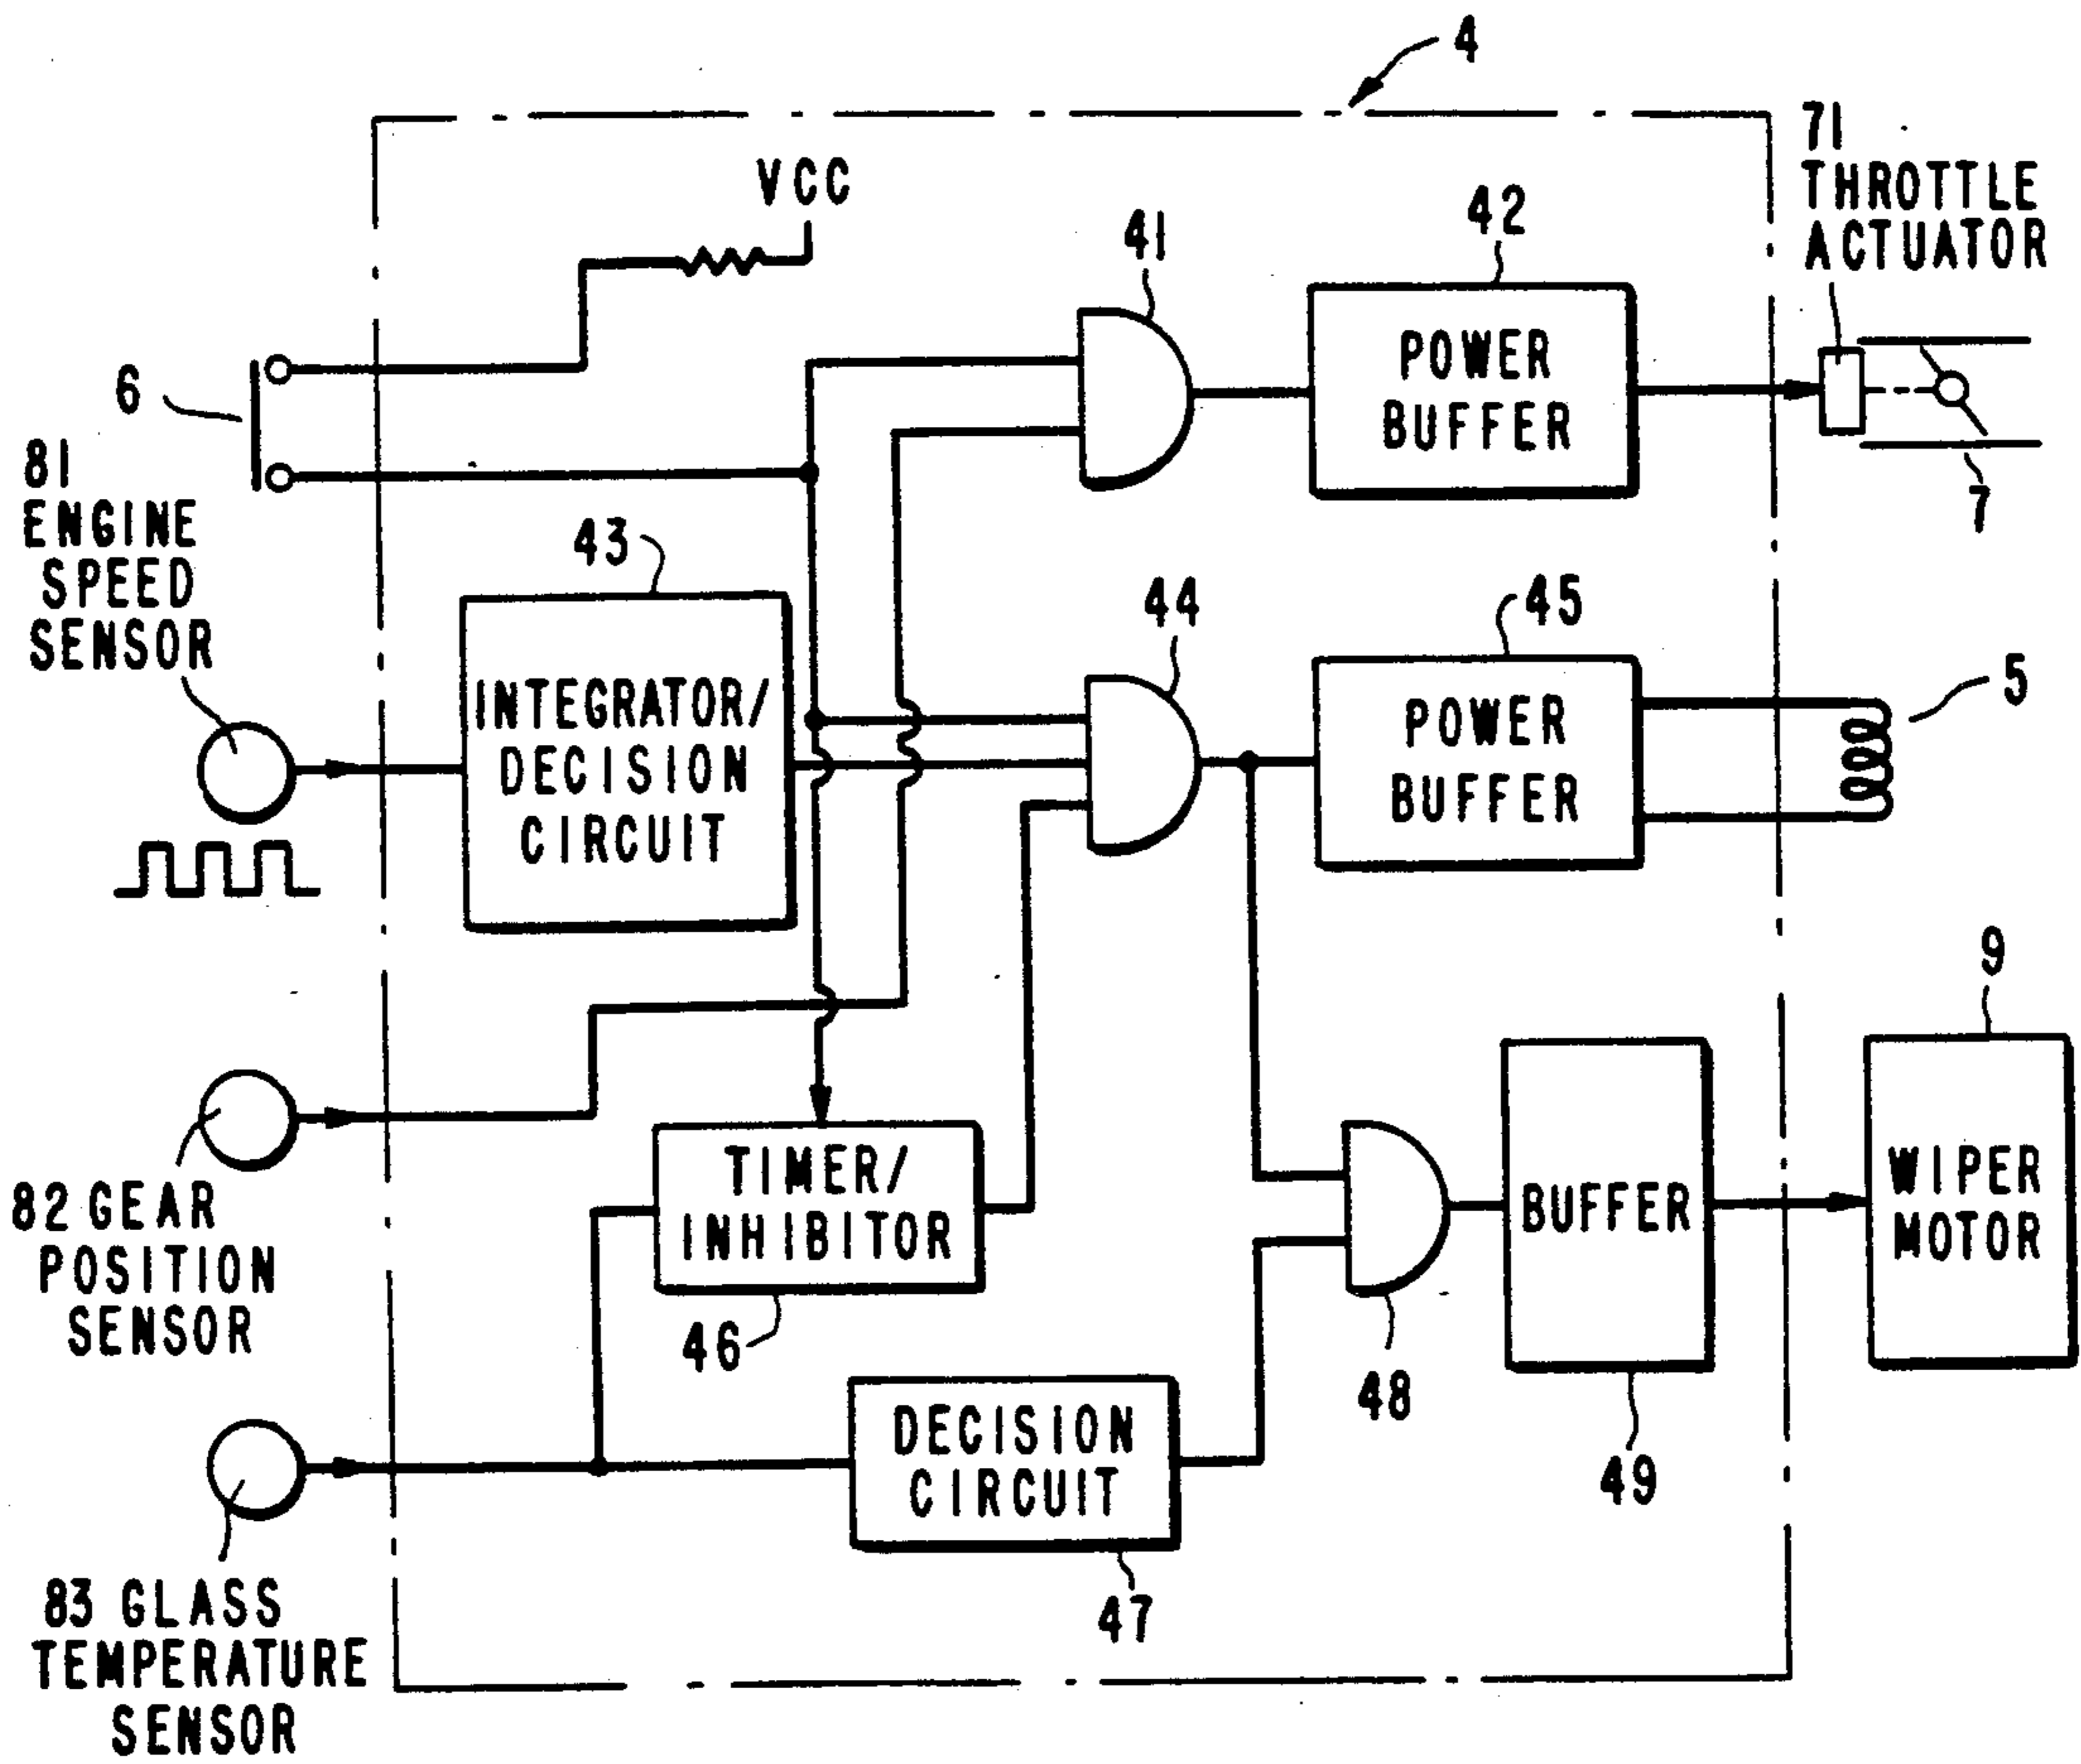 4
71
THROTTLE
ACTUATOR
VCC
41
42
POWER
BUFFER
7
6
81
ENGINE
SPEED
SENSOR
43
INTEGRATOR/
DECISION
CIRCUIT
44
45
POWER
BUFFER
5
82 GEAR
POSITION
SENSOR
TIMER/
INHIBITOR
46
48
BUFFER
49
9
WIPER
MOTOR
83 GLASS
TEMPERATURE
SENSOR
DECISION
CIRCUIT
47